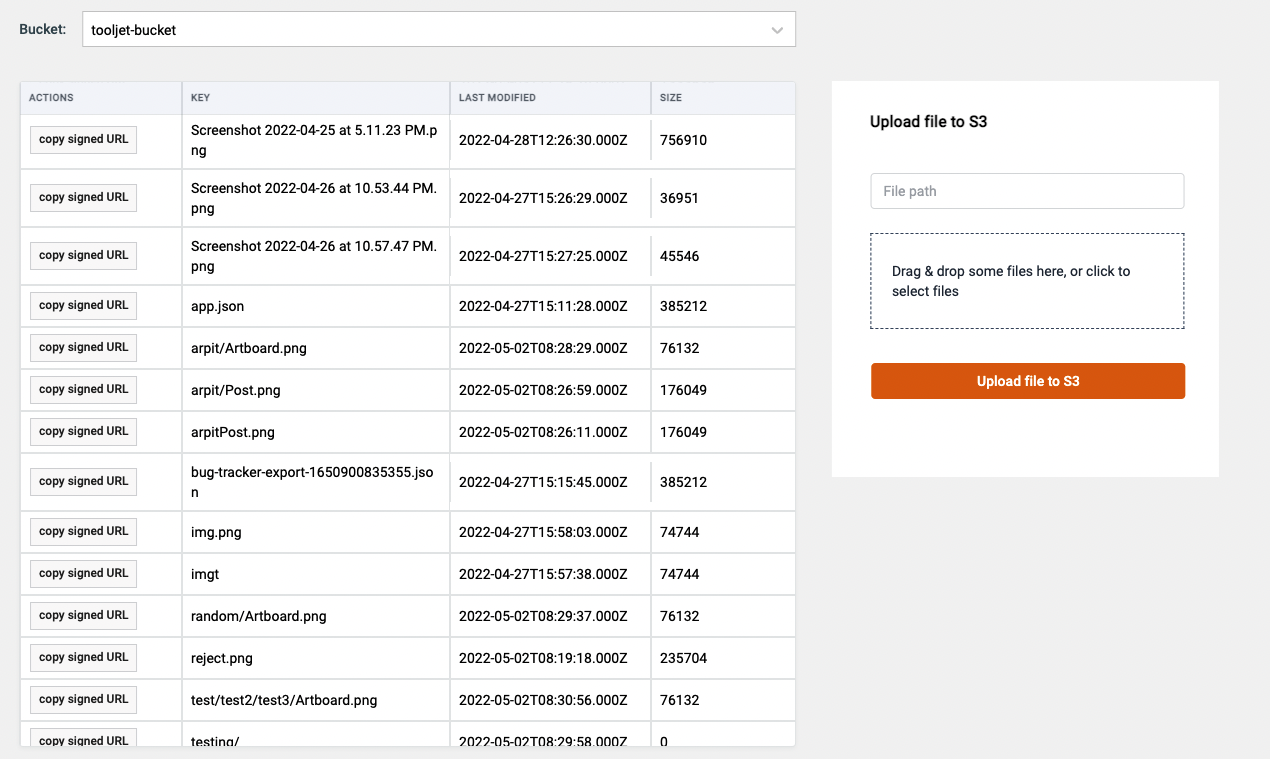 Bucket: tooljet-bucket
ACTIONS KEY LAST MODIFIED SIZE
copy signed URL Screenshot 2022-04-25 at 5.11.23 PM.p
ng 2022-04-28T12:26:30.000Z 756910
copy signed URL Screenshot 2022-04-26 at 10.53.44 PM.
png 2022-04-27T15:26:29.000Z 36951
copy signed URL Screenshot 2022-04-26 at 10.57.47 PM.
png 2022-04-27T15:27:25.000Z 45546
copy signed URL app.json 2022-04-27T15:11:28.000Z 385212
copy signed URL arpit/Artboard.png 2022-05-02T08:28:29.000Z 76132
copy signed URL arpit/Post.png 2022-05-02T08:26:59.000Z 176049
copy signed URL arpitPost.png 2022-05-02T08:26:11.000Z 176049
copy signed URL bug-tracker-export-1650900835355.jso
n 2022-04-27T15:15:45.000Z 385212
copy signed URL img.png 2022-04-27T15:58:03.000Z 74744
copy signed URL imgt 2022-04-27T15:57:38.000Z 74744
copy signed URL random/Artboard.png 2022-05-02T08:29:37.000Z 76132
copy signed URL reject.png 2022-05-02T08:19:18.000Z 235704
copy signed URL test/test2/test3/Artboard.png 2022-05-02T08:30:56.000Z 76132
copy signed URL testing/ 2022-05-02T08:29:58.000Z 0
Upload file to S3
File path
Drag & drop some files here, or click to
select files
Upload file to S3